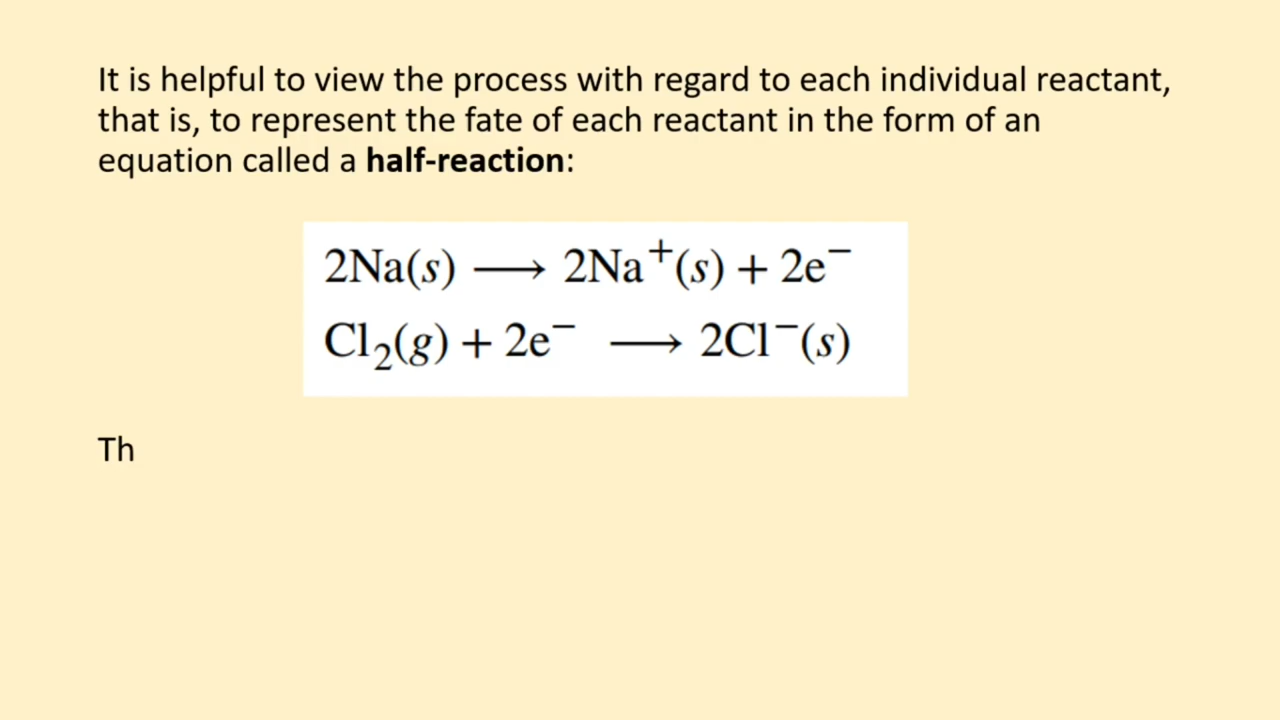 It is helpful to view the process with regard to each individual reactant,
that is, to represent the fate of each reactant in the form of an
equation called a half-reaction:
2Na(s) ⟶ 2Na⁺(s) + 2e⁻
Cl₂(g) + 2e⁻ ⟶ 2Cl⁻(s)
Th